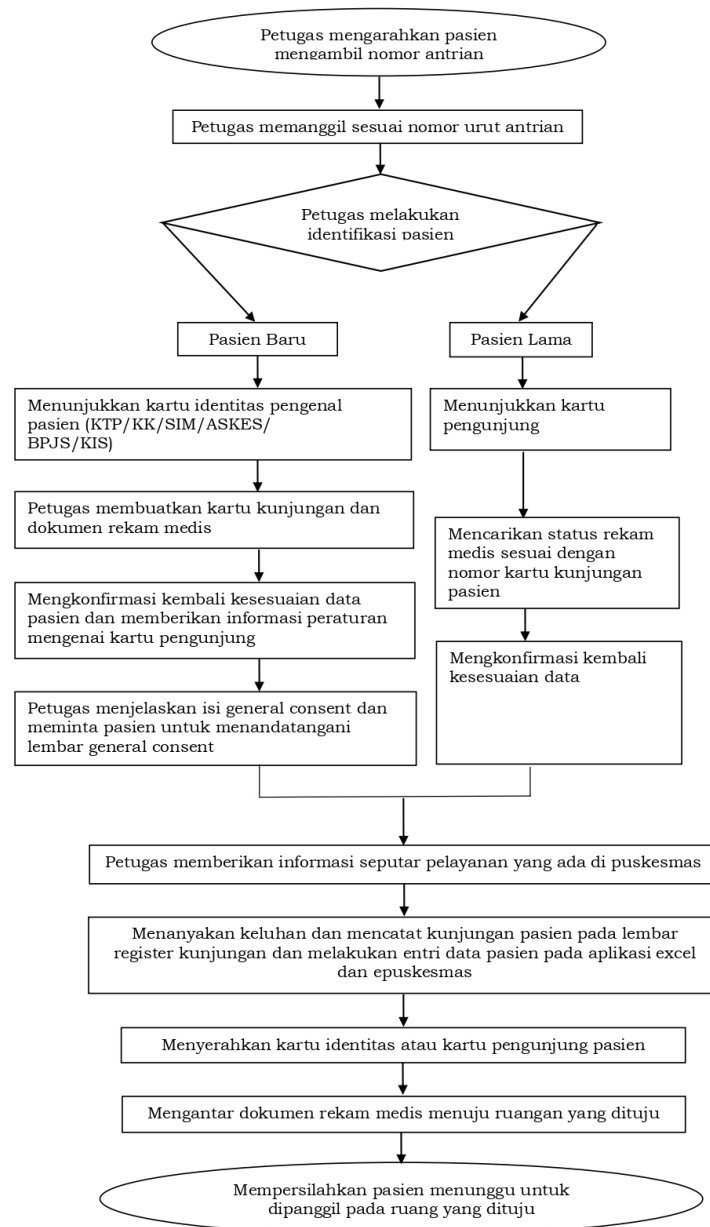 Petugas mengarahkan pasien
mengambil nomor antrian
Petugas memanggil sesuai nomor urut antrian
Petugas melakukan
identifikasi pasien
Pasien Baru
Pasien Lama
Menunjukkan kartu identitas pengenal
pasien (KTP/KK/SIM/ASKES/
BPJS/KIS)
Menunjukkan kartu
pengunjung
Petugas membuatkan kartu kunjungan dan
dokumen rekam medis
Mencarikan status rekam
medis sesuai dengan
nomor kartu kunjungan
pasien
Mengkonfirmasi kembali kesesuaian data
pasien dan memberikan informasi peraturan
mengenai kartu pengunjung
Mengkonfirmasi kembali
kesesuaian data
Petugas menjelaskan isi general consent dan
meminta pasien untuk menandatangani
lembar general consent
Petugas memberikan informasi seputar pelayanan yang ada di puskesmas
Menanyakan keluhan dan mencatat kunjungan pasien pada lembar
register kunjungan dan melakukan entri data pasien pada aplikasi excel
dan epuskesmas
Menyerahkan kartu identitas atau kartu pengunjung pasien
Mengantar dokumen rekam medis menuju ruangan yang dituju
Mempersilahkan pasien menunggu untuk
dipanggil pada ruang yang dituju